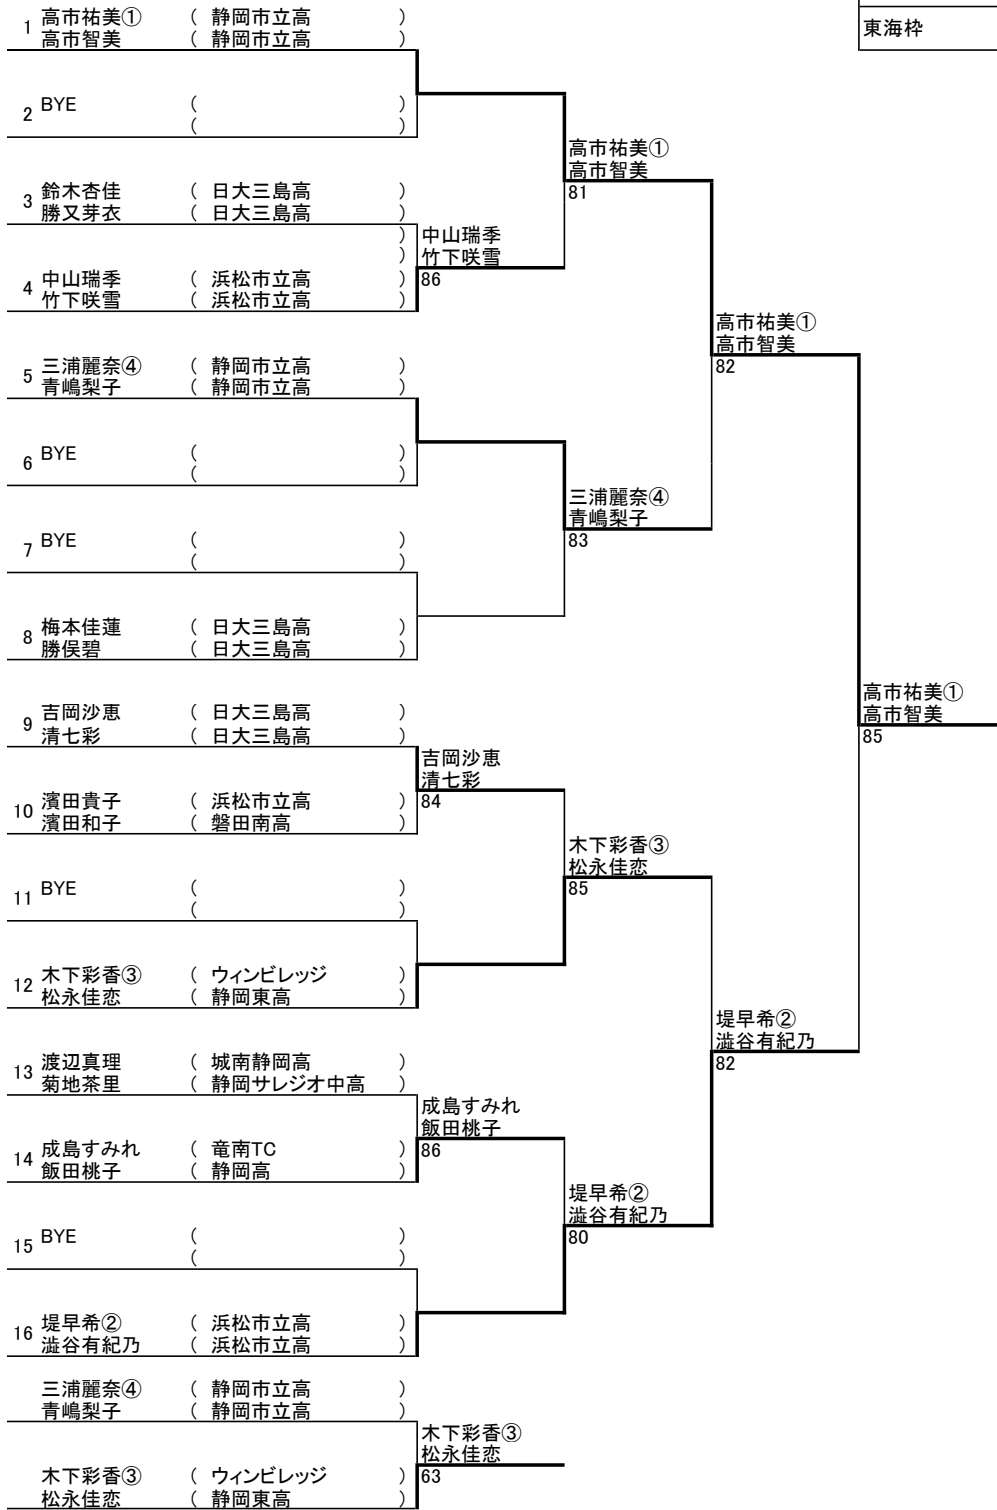 東海枠
1 高市祐美① ( 静岡市立高 )
高市智美 ( 静岡市立高 )
2 BYE ( )
( )
高市祐美①
高市智美
81
3 鈴木杏佳 ( 日大三島高 )
勝又芽衣 ( 日大三島高 )
) 中山瑞季
) 竹下咲雪
86
4 中山瑞季 ( 浜松市立高 )
竹下咲雪 ( 浜松市立高 )
高市祐美①
高市智美
82
5 三浦麗奈④ ( 静岡市立高 )
青嶋梨子 ( 静岡市立高 )
6 BYE ( )
( )
三浦麗奈④
青嶋梨子
83
7 BYE ( )
( )
8 梅本佳蓮 ( 日大三島高 )
勝俣碧 ( 日大三島高 )
高市祐美①
高市智美
85
9 吉岡沙恵 ( 日大三島高 )
清七彩 ( 日大三島高 )
吉岡沙恵
清七彩
84
10 濱田貴子 ( 浜松市立高 )
濱田和子 ( 磐田南高 )
木下彩香③
松永佳恋
85
11 BYE ( )
( )
12 木下彩香③ ( ウィンビレッジ )
松永佳恋 ( 静岡東高 )
堤早希②
澁谷有紀乃
82
13 渡辺真理 ( 城南静岡高 )
菊地茶里 ( 静岡サレジオ中高 )
成島すみれ
飯田桃子
86
14 成島すみれ ( 竜南TC )
飯田桃子 ( 静岡高 )
堤早希②
澁谷有紀乃
80
15 BYE ( )
( )
16 堤早希② ( 浜松市立高 )
澁谷有紀乃 ( 浜松市立高 )
三浦麗奈④ ( 静岡市立高 )
青嶋梨子 ( 静岡市立高 )
木下彩香③
松永佳恋
63
木下彩香③ ( ウィンビレッジ )
松永佳恋 ( 静岡東高 )